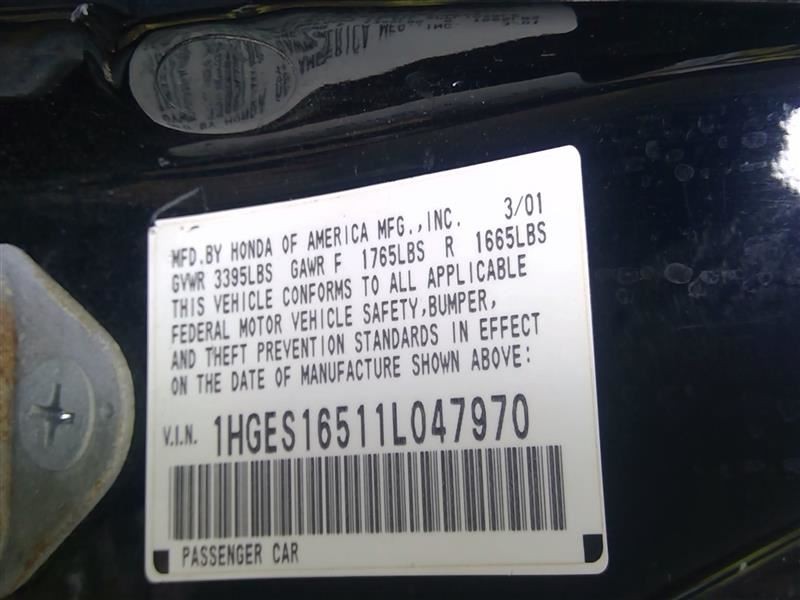 MFD.BY HONDA OF AMERICA MFG.,INC. 3/01
GVWR 3395LBS GAWR F 1765LBS R 1665LBS
THIS VEHICLE CONFORMS TO ALL APPLICABLE
FEDERAL MOTOR VEHICLE SAFETY,BUMPER,
AND THEFT PREVENTION STANDARDS IN EFFECT
ON THE DATE OF MANUFACTURE SHOWN ABOVE:
V.I.N. 1HGES16511L047970
PASSENGER CAR